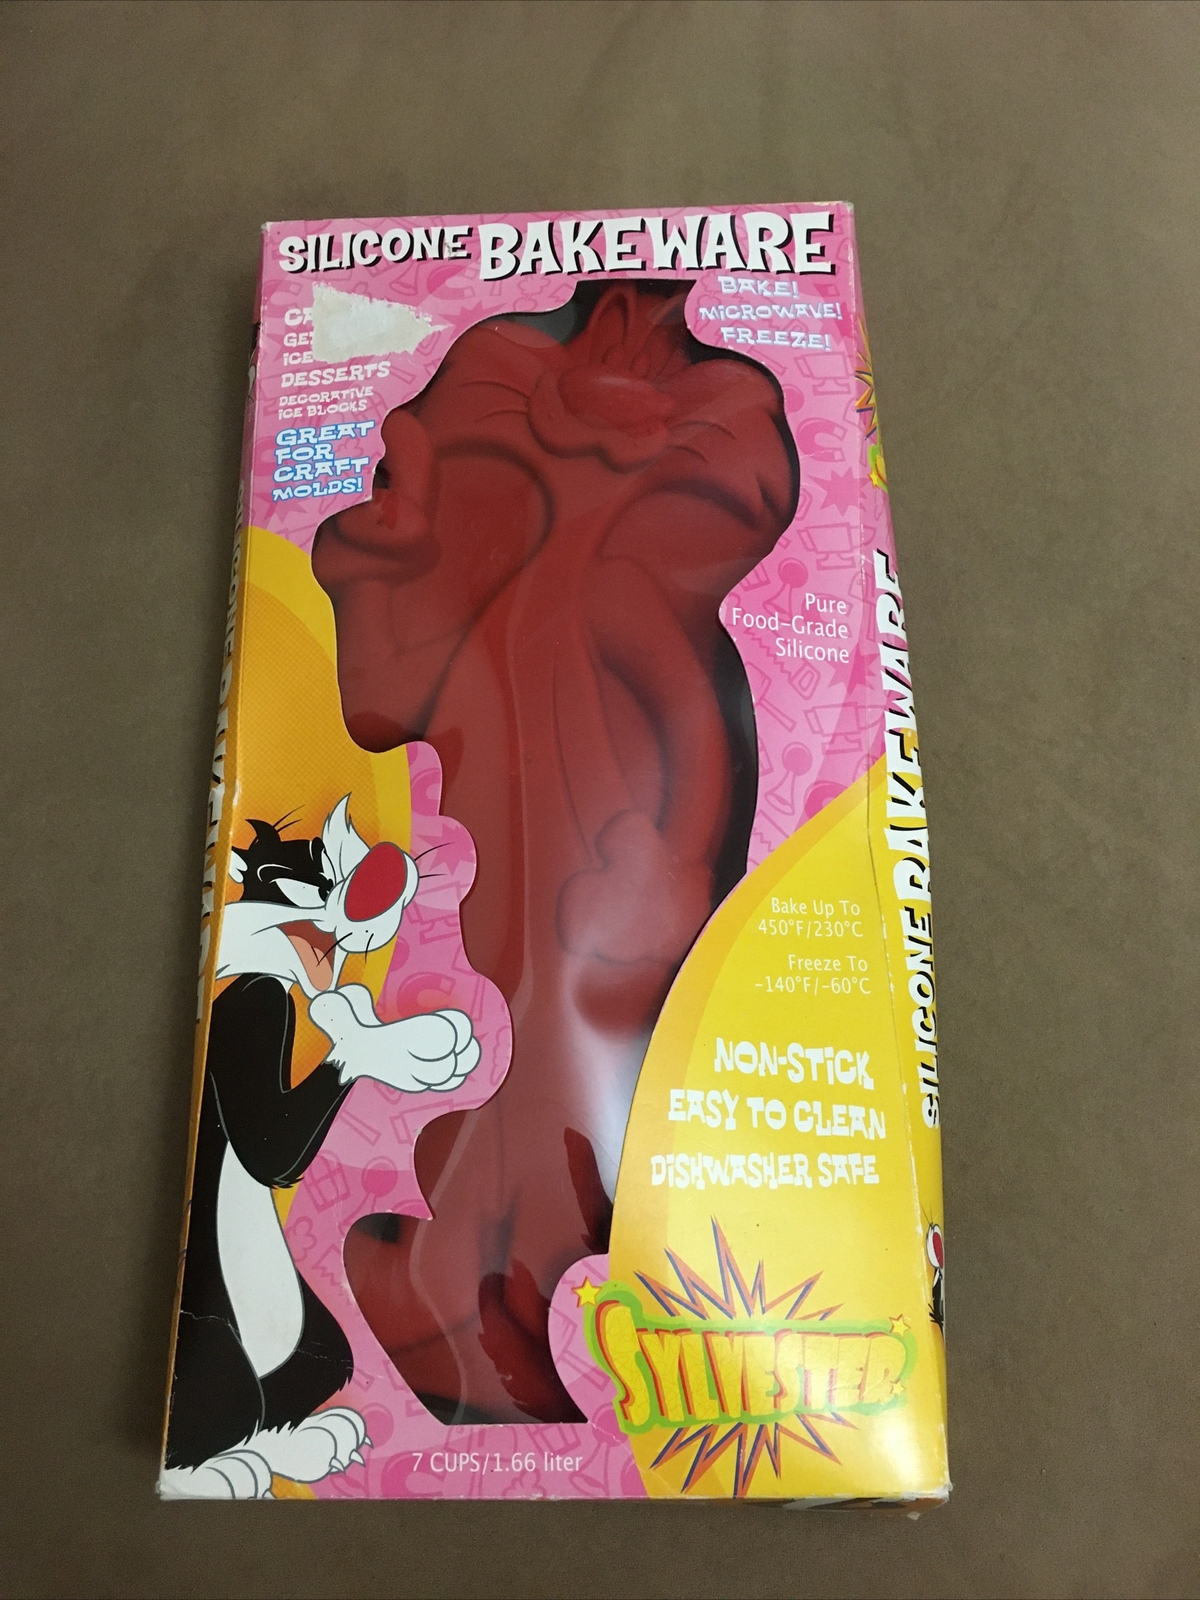 SILICONE BAKEWARE
BAKE!
MICROWAVE!
FREEZE!
DESSERTS
DECORATIVE
ICE BLOCKS
GREAT
FOR
CRAFT
MOLDS!
Pure
Food-Grade
Silicone
Bake Up To
450°F/230°C
Freeze To
-140°F/-60°C
NON-STICK
EASY TO CLEAN
DISHWASHER SAFE
SYLVESTER
7 CUPS/1.66 liter
SILICONE BAKEWARE